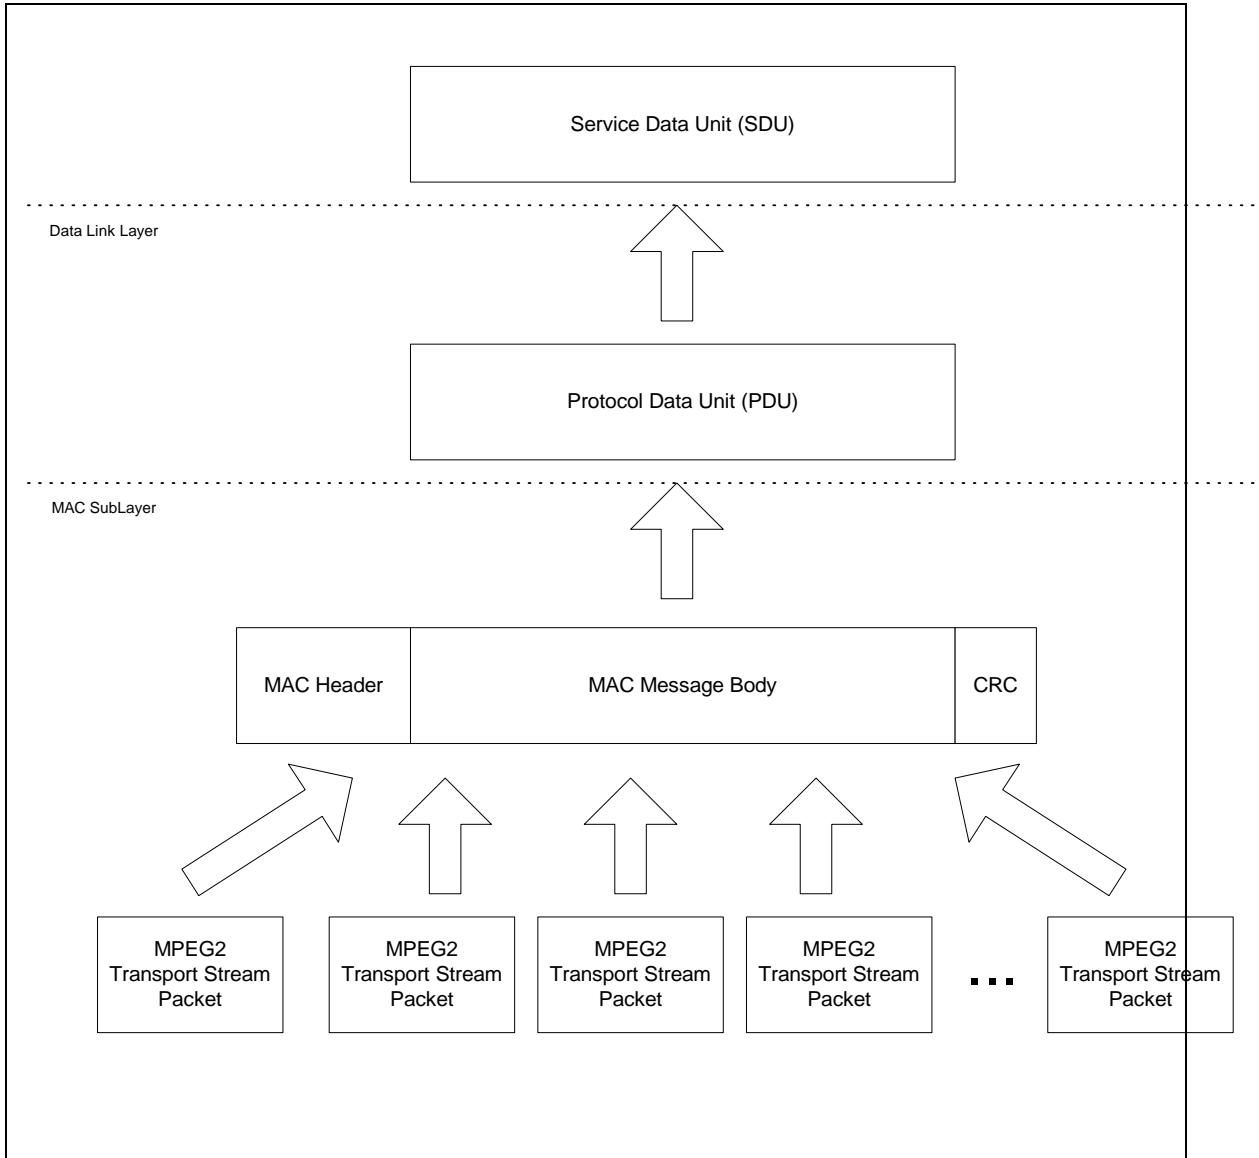 Service Data Unit (SDU)
Data Link Layer
Protocol Data Unit (PDU)
MAC SubLayer
MAC Header
MAC Message Body
CRC
MPEG2
Transport Stream
Packet
MPEG2
Transport Stream
Packet
MPEG2
Transport Stream
Packet
MPEG2
Transport Stream
Packet
...
MPEG2
Transport Stream
Packet